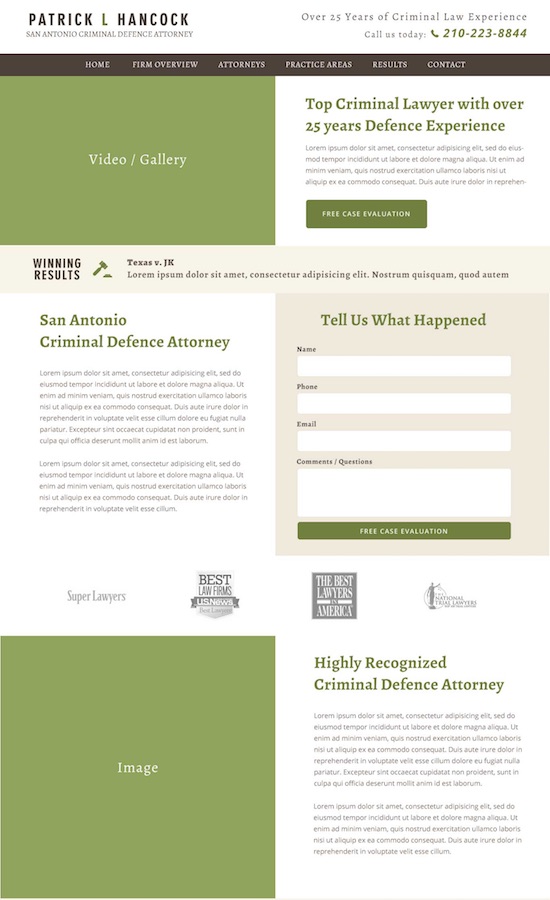 PATRICK L HANCOCK
SAN ANTONIO CRIMINAL DEFENCE ATTORNEY
Over 25 Years of Criminal Law Experience
Call us today: 210-223-8844
HOME FIRM OVERVIEW ATTORNEYS PRACTICE AREAS RESULTS CONTACT
Video / Gallery
Top Criminal Lawyer with over
25 years Defence Experience
Lorem ipsum dolor sit amet, consectetur adipisicing elit, sed do eius-
mod tempor incididunt ut labore et dolore magna aliqua. Ut enim ad
minim veniam, quis nostrud exercitation ullamco laboris nisi ut
aliquip ex ea commodo consequat. Duis aute irure dolor in reprehen-
FREE CASE EVALUATION
WINNING
RESULTS
Texas v. JK
Lorem ipsum dolor sit amet, consectetur adipisicing elit. Nostrum quisquam, quod autem
San Antonio
Criminal Defence Attorney
Lorem ipsum dolor sit amet, consectetur adipisicing elit, sed do
eiusmod tempor incididunt ut labore et dolore magna aliqua. Ut
enim ad minim veniam, quis nostrud exercitation ullamco laboris
nisi ut aliquip ex ea commodo consequat. Duis aute irure dolor in
reprehenderit in voluptate velit esse cillum dolore eu fugiat nulla
pariatur. Excepteur sint occaecat cupidatat non proident, sunt in
culpa qui officia deserunt mollit anim id est laborum.
Lorem ipsum dolor sit amet, consectetur adipisicing elit, sed do
eiusmod tempor incididunt ut labore et dolore magna aliqua. Ut
enim ad minim veniam, quis nostrud exercitation ullamco laboris
nisi ut aliquip ex ea commodo consequat. Duis aute irure dolor in
reprehenderit in voluptate velit esse cillum.
Tell Us What Happened
Name
Phone
Email
Comments / Questions
FREE CASE EVALUATION
Super Lawyers
BEST
LAW FIRMS
U.S.News
Best Lawyers
THE BEST
LAWYERS
IN
AMERICA
THE
NATIONAL
TRIAL LAWYERS
Image
Highly Recognized
Criminal Defence Attorney
Lorem ipsum dolor sit amet, consectetur adipisicing elit, sed do
eiusmod tempor incididunt ut labore et dolore magna aliqua. Ut
enim ad minim veniam, quis nostrud exercitation ullamco laboris
nisi ut aliquip ex ea commodo consequat. Duis aute irure dolor in
reprehenderit in voluptate velit esse cillum dolore eu fugiat nulla
pariatur. Excepteur sint occaecat cupidatat non proident, sunt in
culpa qui officia deserunt mollit anim id est laborum.
Lorem ipsum dolor sit amet, consectetur adipisicing elit, sed do
eiusmod tempor incididunt ut labore et dolore magna aliqua. Ut
enim ad minim veniam, quis nostrud exercitation ullamco laboris
nisi ut aliquip ex ea commodo consequat. Duis aute irure dolor in
reprehenderit in voluptate velit esse cillum.